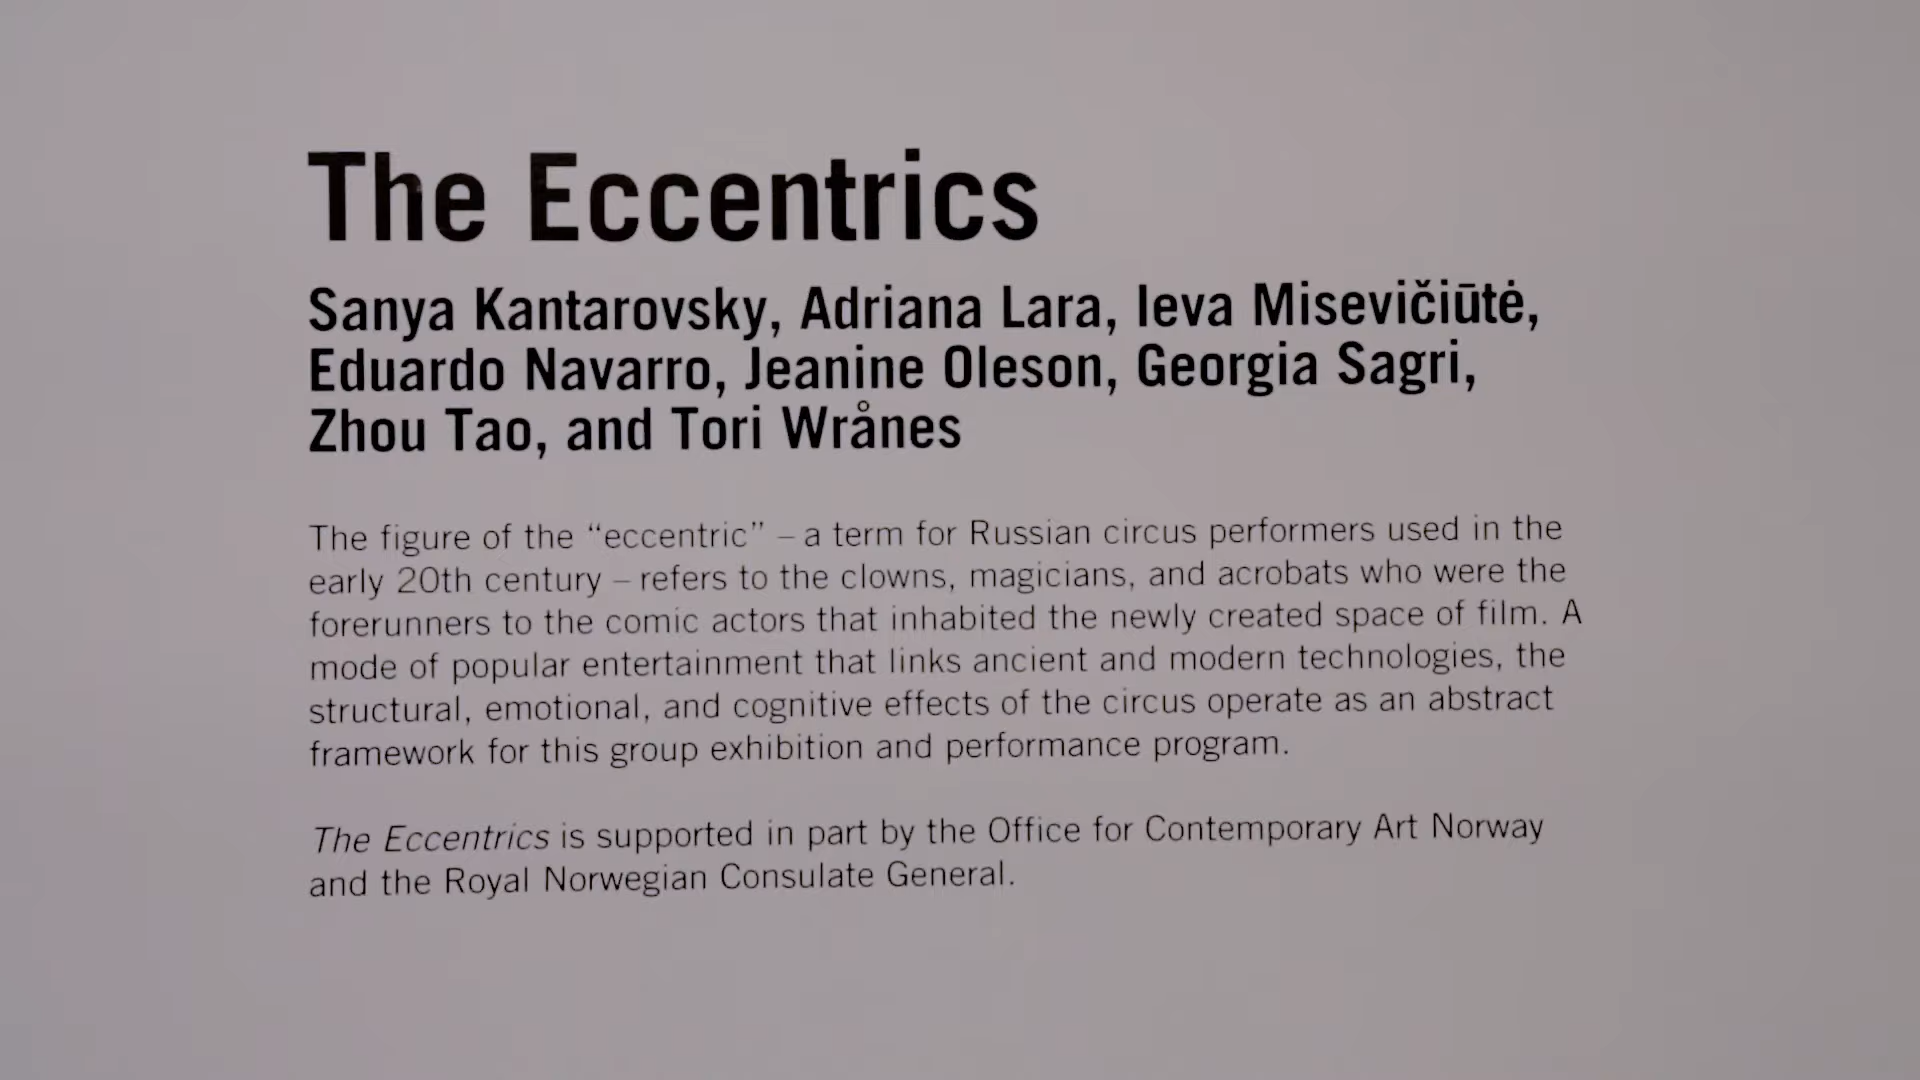 The Eccentrics
Sanya Kantarovsky, Adriana Lara, Ieva Misevičiūtė,
Eduardo Navarro, Jeanine Oleson, Georgia Sagri,
Zhou Tao, and Tori Wrånes
The figure of the “eccentric” – a term for Russian circus performers used in the
early 20th century – refers to the clowns, magicians, and acrobats who were the
forerunners to the comic actors that inhabited the newly created space of film. A
mode of popular entertainment that links ancient and modern technologies, the
structural, emotional, and cognitive effects of the circus operate as an abstract
framework for this group exhibition and performance program.
The Eccentrics is supported in part by the Office for Contemporary Art Norway
and the Royal Norwegian Consulate General.